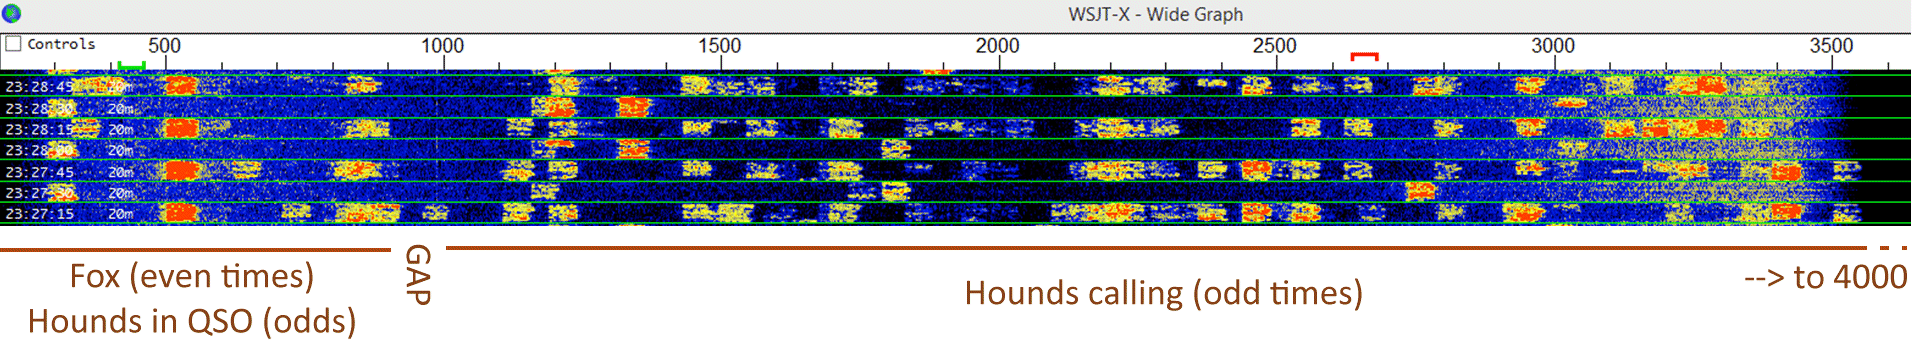 WSJT-X - Wide Graph
Controls 500 1000 1500 2000 2500 3000 3500
23:28:45 20m
23:28:30 20m
23:28:15 20m
23:28:00 20m
23:27:45 20m
23:27:30 20m
23:27:15 20m
Fox (even times)
Hounds in QSO (odds)
GAP
Hounds calling (odd times)
--> to 4000